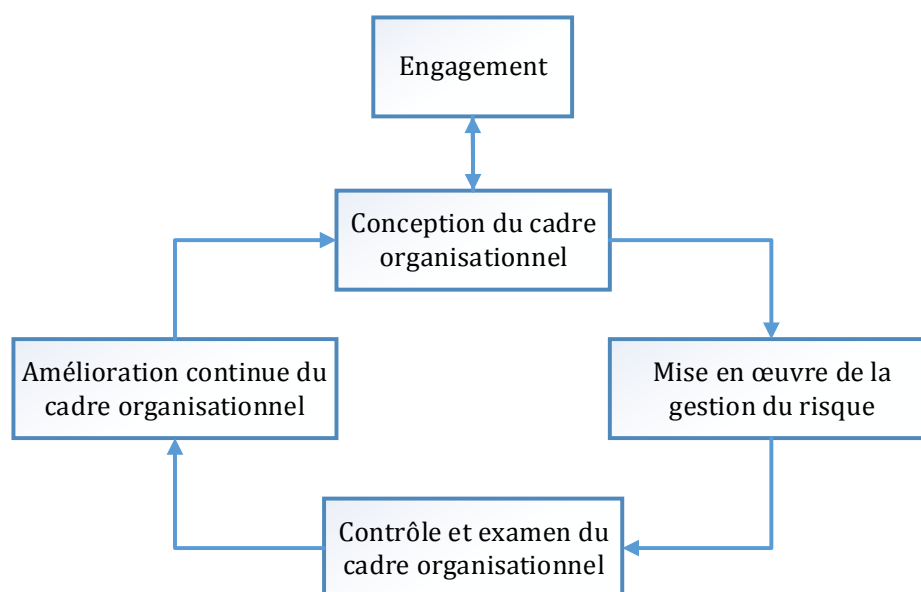 Engagement
Conception du cadre
organisationnel
Amélioration continue du
cadre organisationnel
Mise en œuvre de la
gestion du risque
Contrôle et examen du
cadre organisationnel